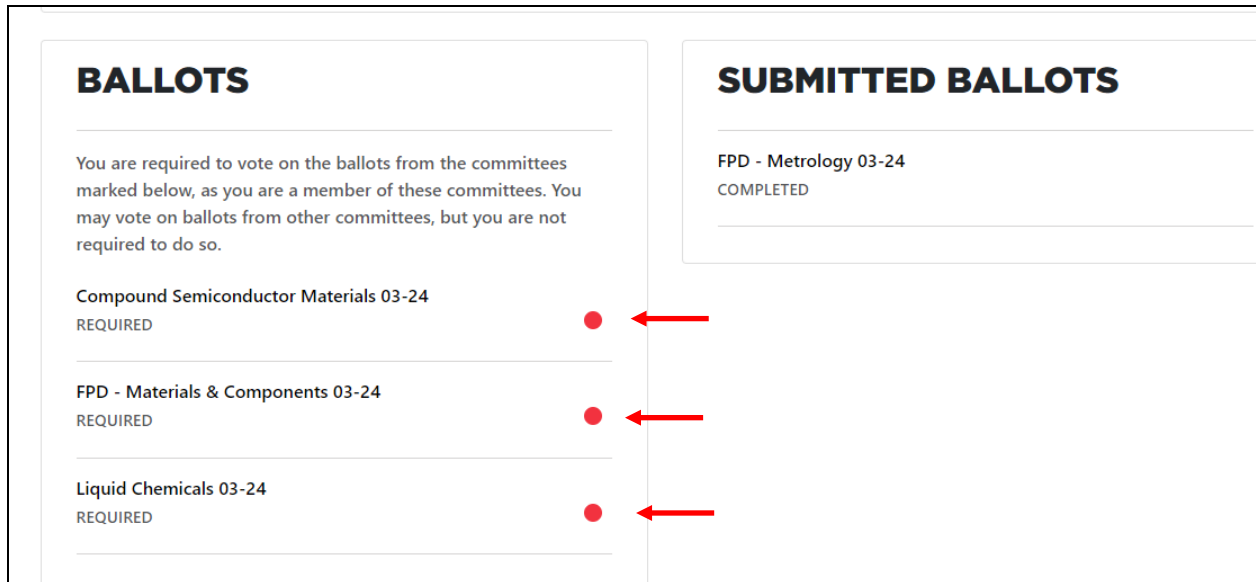 BALLOTS
You are required to vote on the ballots from the committees
marked below, as you are a member of these committees. You
may vote on ballots from other committees, but you are not
required to do so.
Compound Semiconductor Materials 03-24
REQUIRED
FPD - Materials & Components 03-24
REQUIRED
Liquid Chemicals 03-24
REQUIRED
SUBMITTED BALLOTS
FPD - Metrology 03-24
COMPLETED